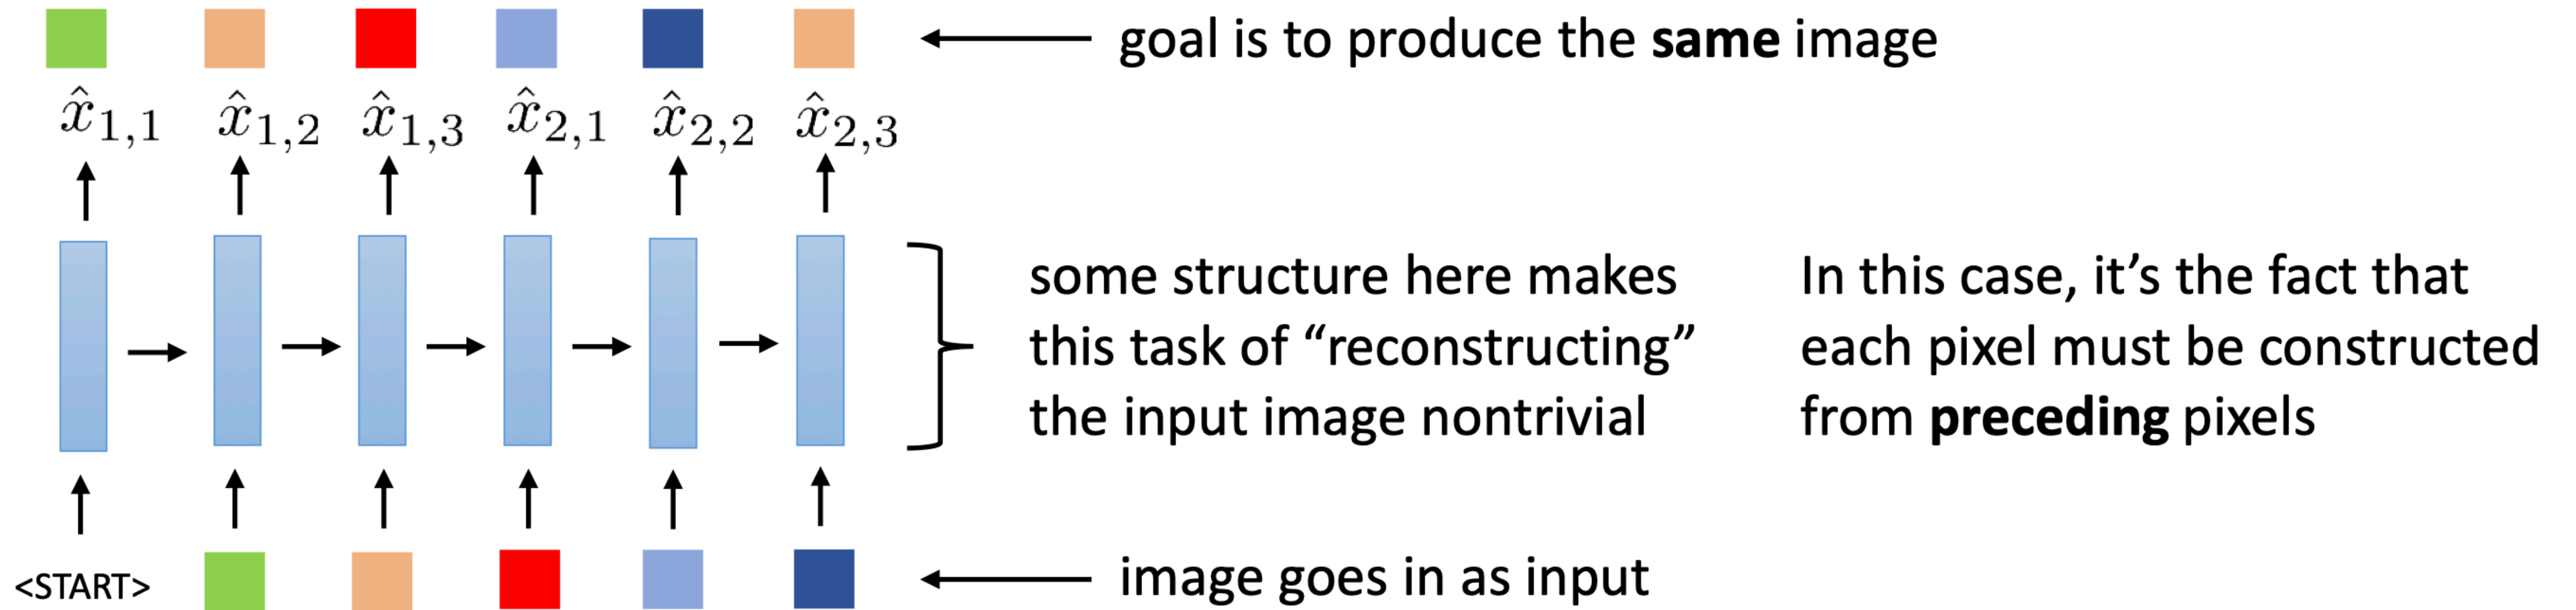 goal is to produce the same image
x̂₁,₁ x̂₁,₂ x̂₁,₃ x̂₂,₁ x̂₂,₂ x̂₂,₃
some structure here makes
this task of “reconstructing”
the input image nontrivial
In this case, it’s the fact that
each pixel must be constructed
from preceding pixels
<START>
image goes in as input